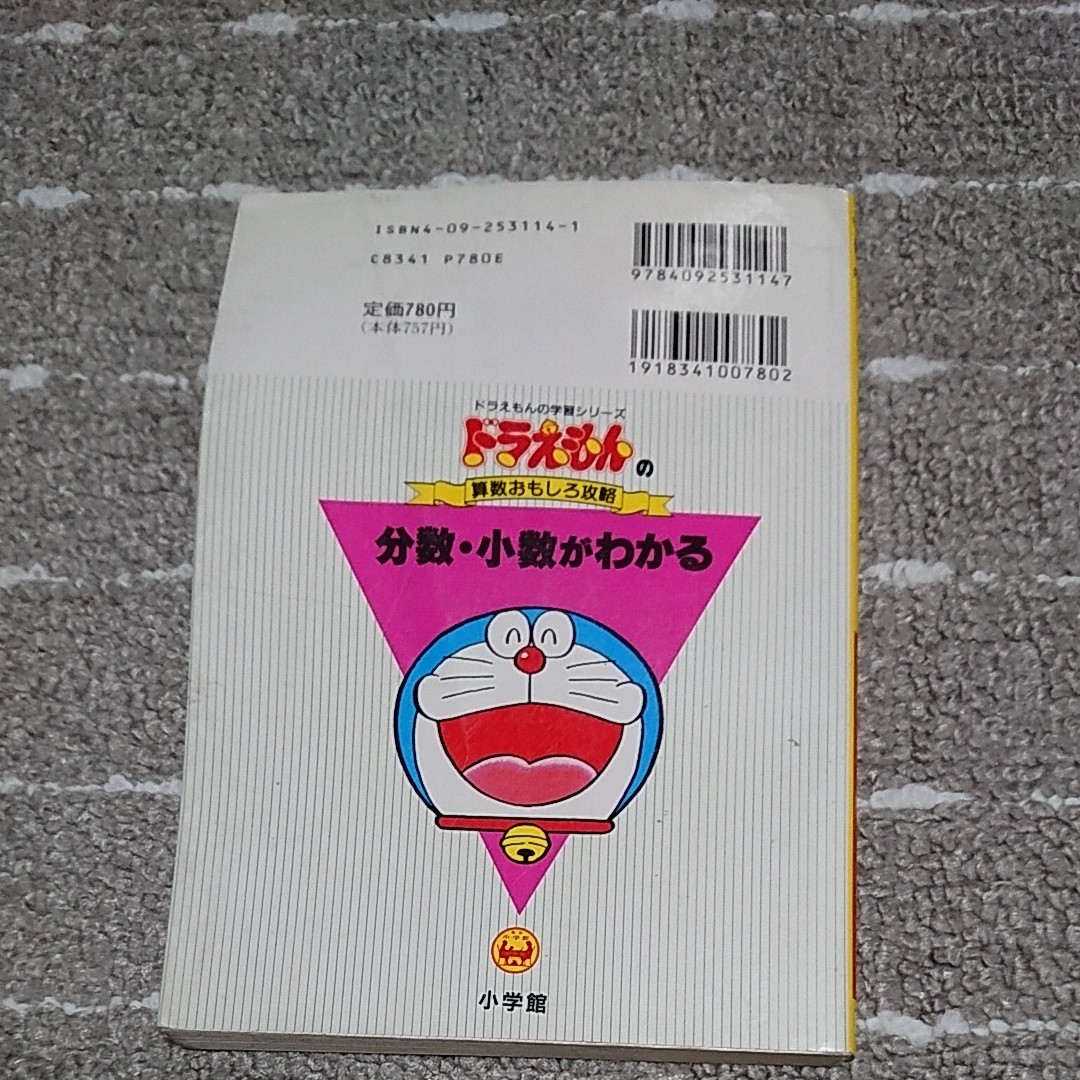 ISBN4-09-253114-1
C8341 P780E
定価780円
(本体757円)
9784092531147
1918341007802
ドラえもんの学習シリーズ
ドラえもんの
算数おもしろ攻略
分数・小数がわかる
小学館